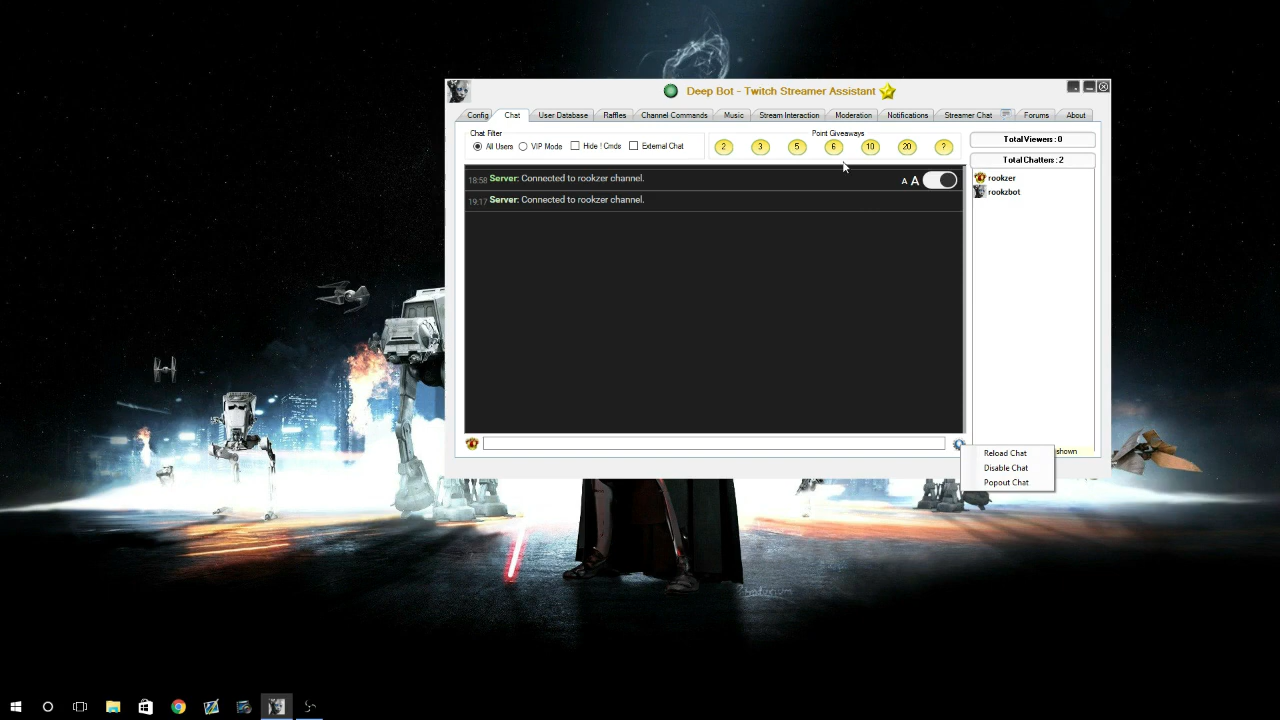 Deep Bot - Twitch Streamer Assistant
Config Chat User Database Raffles Channel Commands Music Stream Interaction Moderation Notifications Streamer Chat Forums About
Chat Filter
All Users VIP Mode Hide ! Cmds External Chat
Point Giveaways
2 3 5 6 10 20 ?
Total Viewers : 0
Total Chatters : 2
rookzer
rookzbot
18:58 Server: Connected to rookzer channel.
A A
19:17 Server: Connected to rookzer channel.
shown
Reload Chat
Disable Chat
Popout Chat